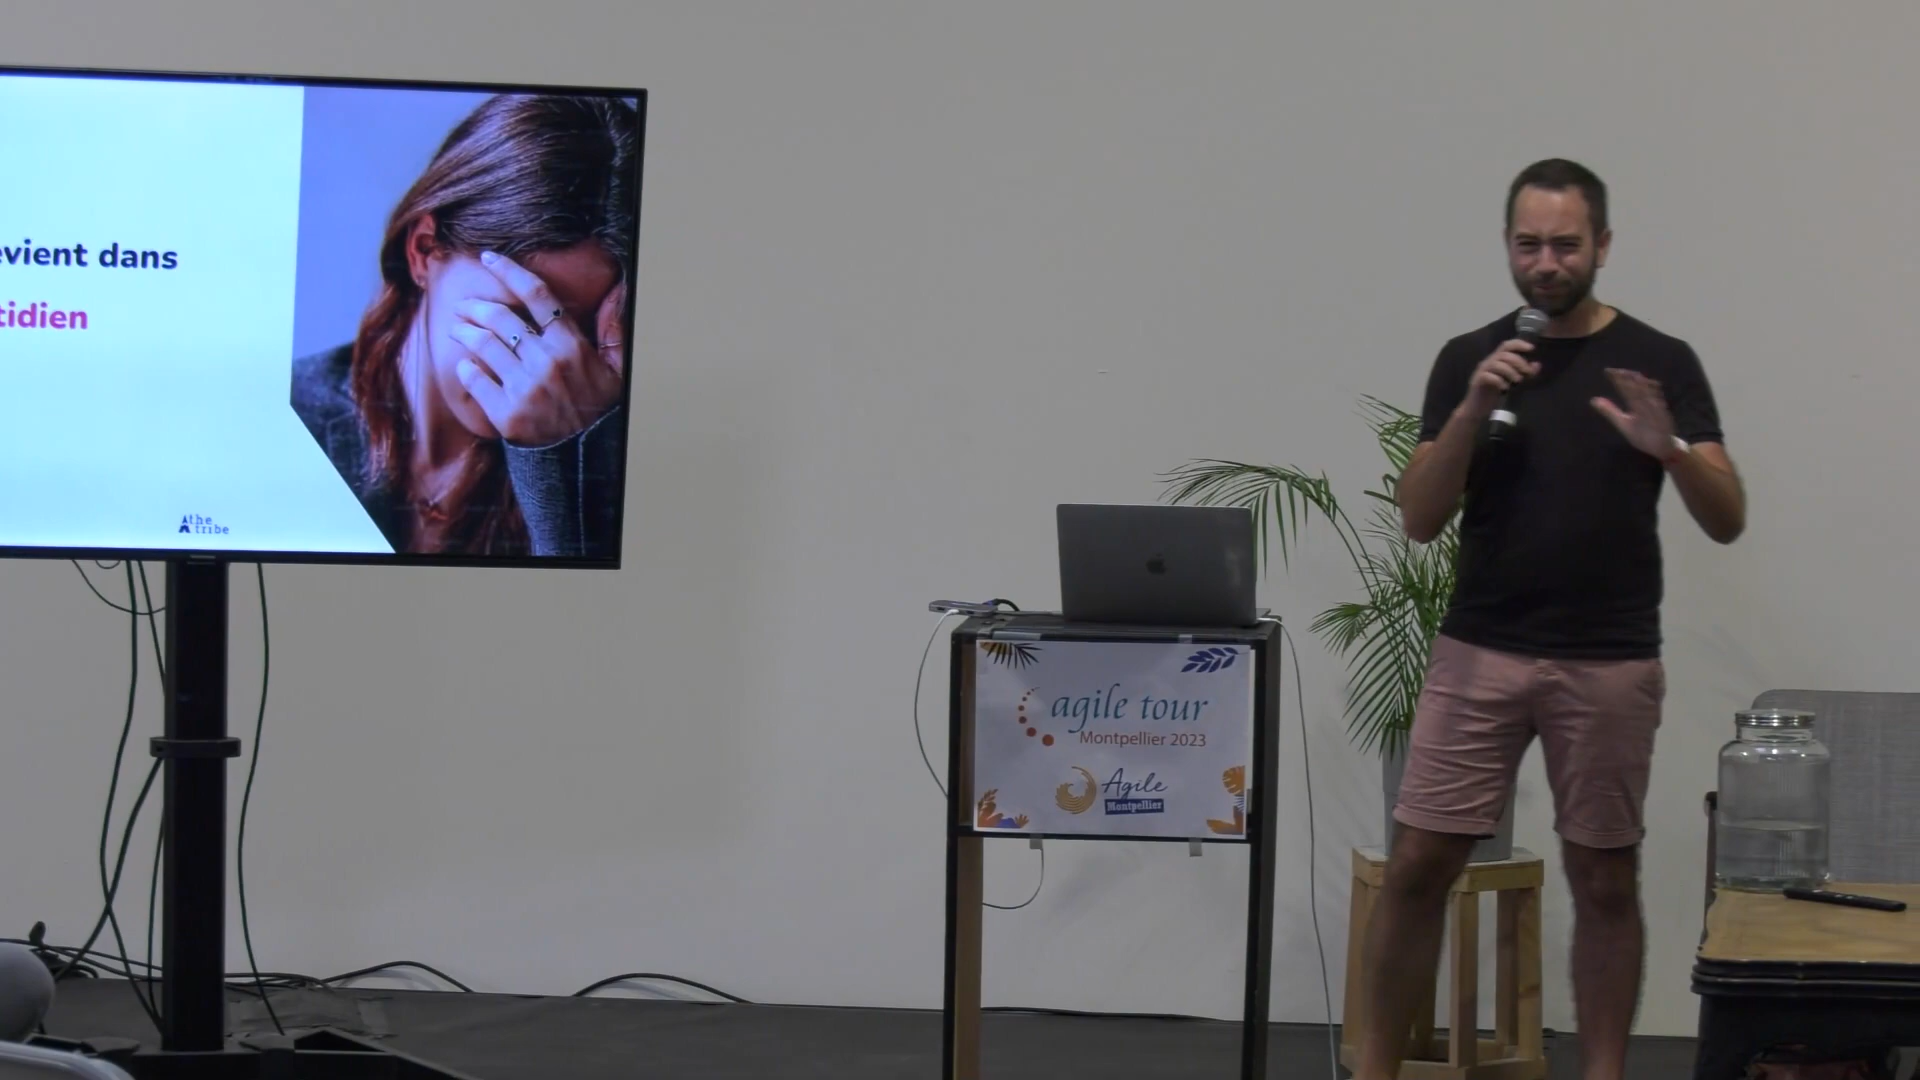 evient dans
tidien
the
tribe
agile tour
Montpellier 2023
Agile
Montpellier